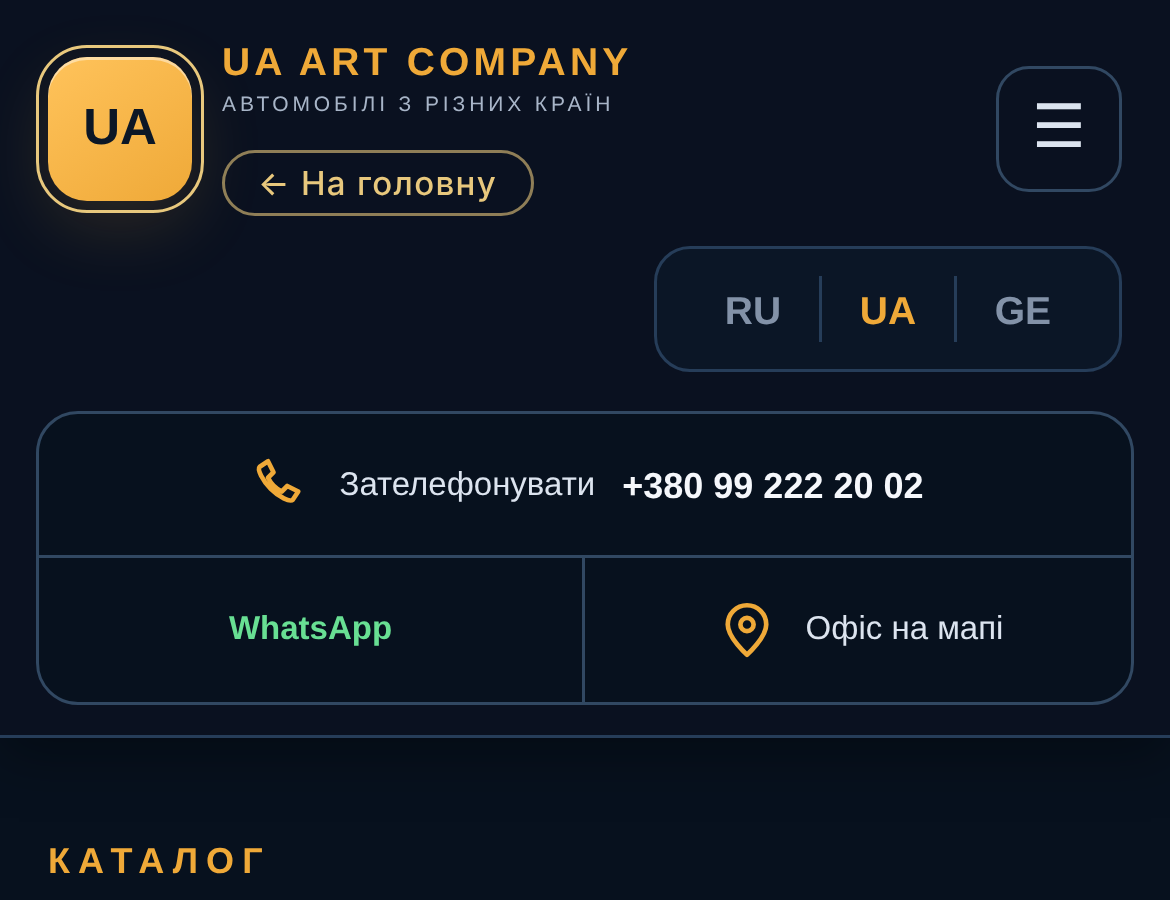 UA
UA ART COMPANY
АВТОМОБІЛІ З РІЗНИХ КРАЇН
← На головну
RU
UA
GE
Зателефонувати +380 99 222 20 02
WhatsApp
Офіс на мапі
КАТАЛОГ